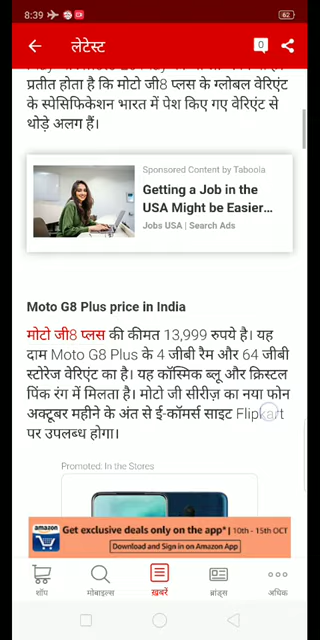 8:39
62
लेटेस्ट
0
प्रतीत होता है कि मोटो जी8 प्लस के ग्लोबल वेरिएंट
के स्पेसिफिकेशन भारत में पेश किए गए वेरिएंट से
थोड़े अलग हैं।
Sponsored Content by Taboola
Getting a Job in the
USA Might be Easier...
Jobs USA | Search Ads
Moto G8 Plus price in India
मोटो जी8 प्लस की कीमत 13,999 रुपये है। यह
दाम Moto G8 Plus के 4 जीबी रैम और 64 जीबी
स्टोरेज वेरिएंट का है। यह कॉस्मिक ब्लू और क्रिस्टल
पिंक रंग में मिलता है। मोटो जी सीरीज़ का नया फोन
अक्टूबर महीने के अंत से ई-कॉमर्स साइट Flipkart
पर उपलब्ध होगा।
Promoted: In the Stores
amazon Get exclusive deals only on the app* | 10th - 15th OCT
Download and Sign in on Amazon App
शॉप मोबाइल्स ख़बरें ब्रांड्स अधिक